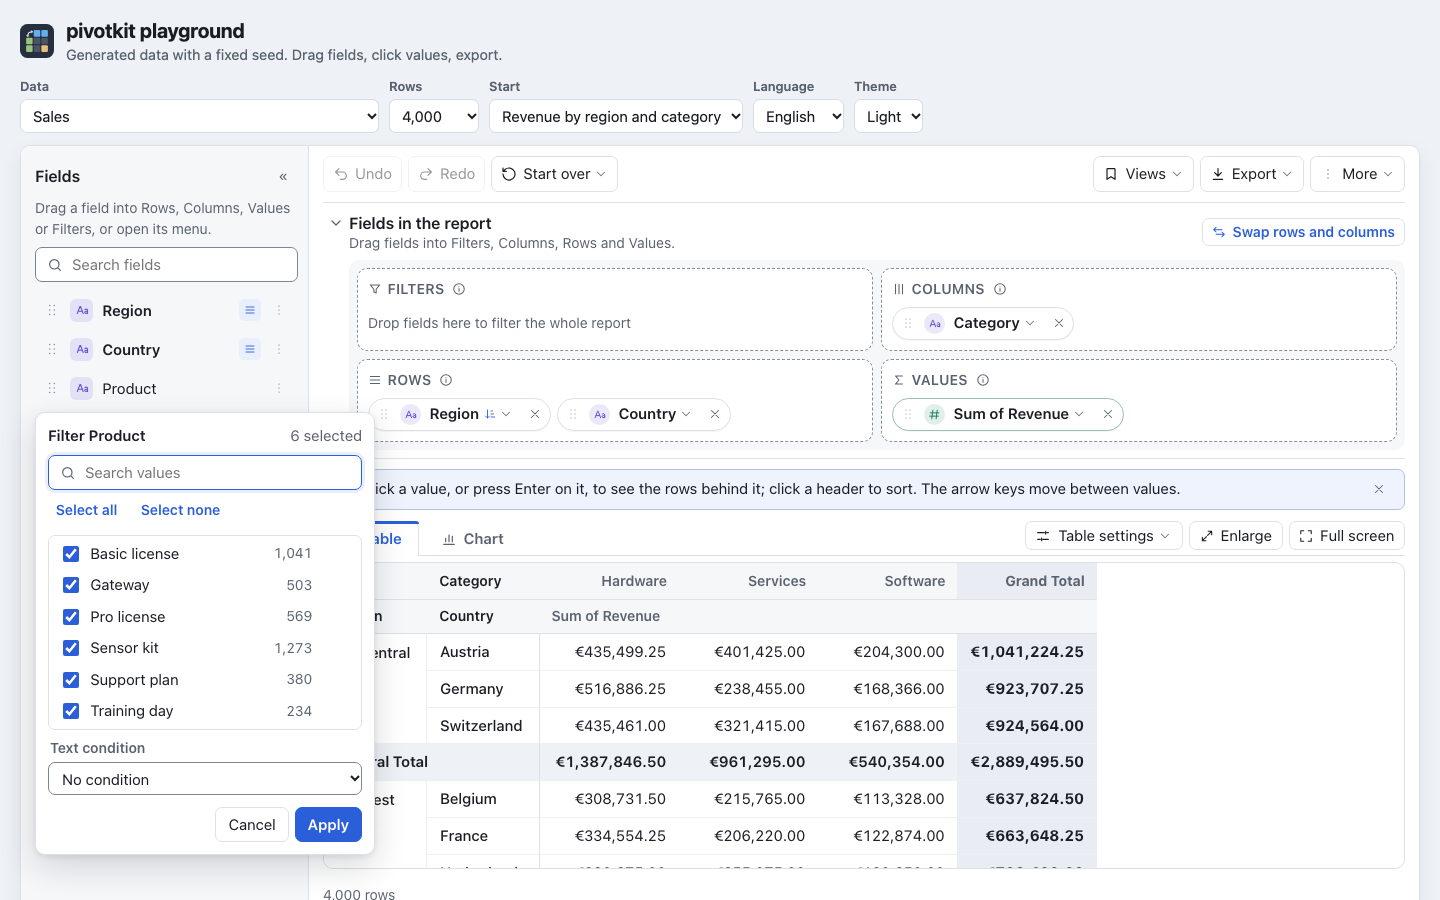 pivotkit playground
Generated data with a fixed seed. Drag fields, click values, export.
Data
Rows
Start
Language
Theme
Sales
4,000
Revenue by region and category
English
Light
Fields
«
Drag a field into Rows, Columns, Values
or Filters, or open its menu.
Search fields
Aa Region
Aa Country
Aa Product
Filter Product
6 selected
Search values
Select all
Select none
Basic license 1,041
Gateway 503
Pro license 569
Sensor kit 1,273
Support plan 380
Training day 234
Text condition
No condition
Cancel
Apply
Undo
Redo
Start over
Views
Export
More
Fields in the report
Drag fields into Filters, Columns, Rows and Values.
Swap rows and columns
FILTERS
Drop fields here to filter the whole report
COLUMNS
Aa Category
ROWS
Aa Region
Aa Country
VALUES
# Sum of Revenue
ick a value, or press Enter on it, to see the rows behind it; click a header to sort. The arrow keys move between values.
able
Chart
Table settings
Enlarge
Full screen
Category Hardware Services Software Grand Total
n Country Sum of Revenue
entral Austria €435,499.25 €401,425.00 €204,300.00 €1,041,224.25
Germany €516,886.25 €238,455.00 €168,366.00 €923,707.25
Switzerland €435,461.00 €321,415.00 €167,688.00 €924,564.00
ral Total €1,387,846.50 €961,295.00 €540,354.00 €2,889,495.50
est Belgium €308,731.50 €215,765.00 €113,328.00 €637,824.50
France €334,554.25 €206,220.00 €122,874.00 €663,648.25
4,000 rows